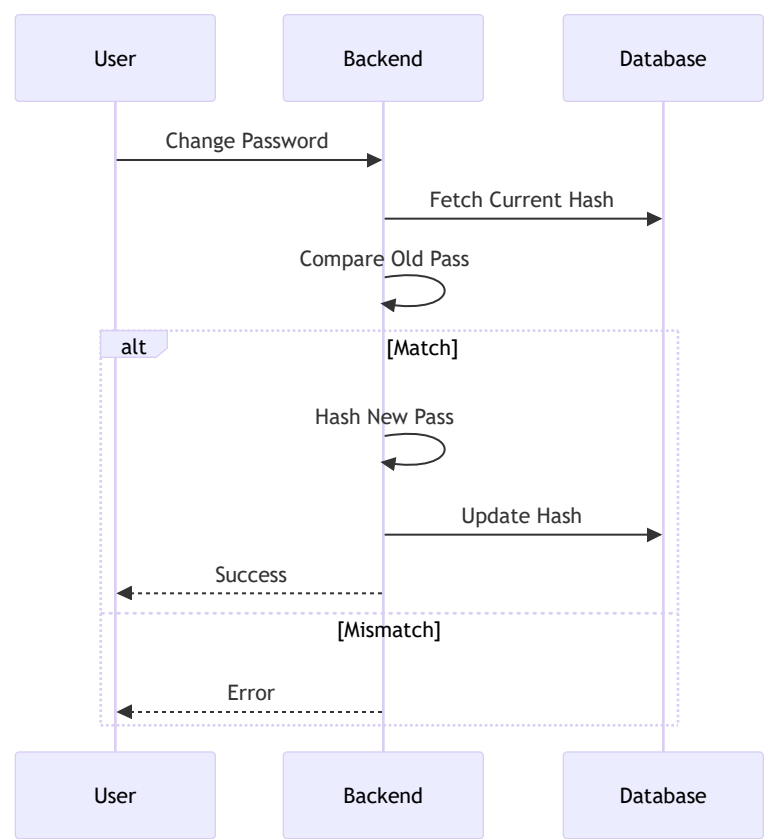 User Backend Database
Change Password
Fetch Current Hash
Compare Old Pass
alt [Match]
Hash New Pass
Update Hash
Success
[Mismatch]
Error
User Backend Database